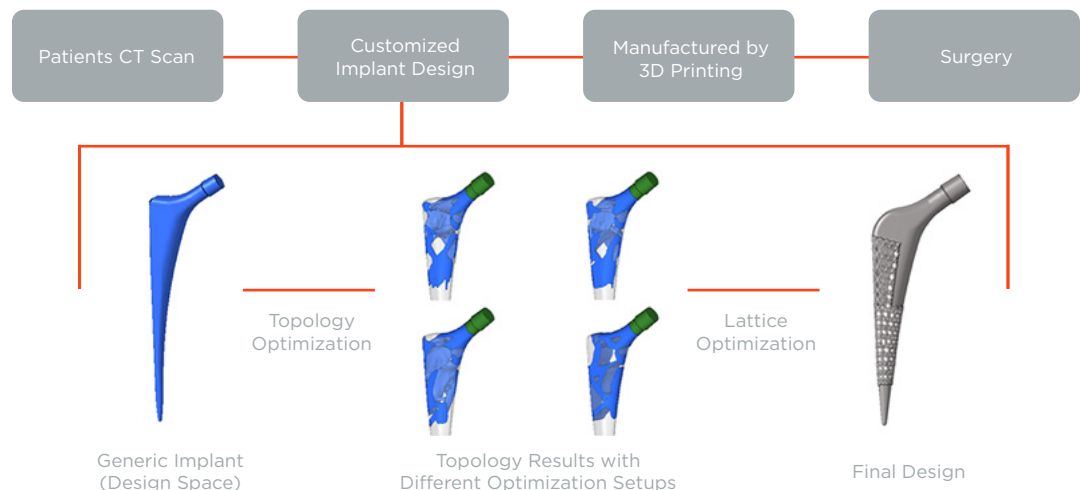 Patients CT Scan
Customized
Implant Design
Manufactured by
3D Printing
Surgery
Topology
Optimization
Lattice
Optimization
Generic Implant
(Design Space)
Topology Results with
Different Optimization Setups
Final Design